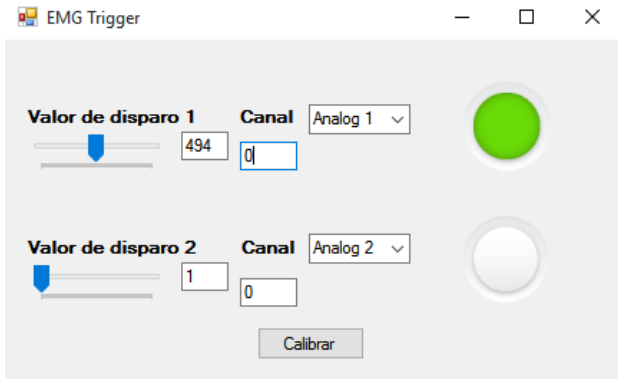 EMG Trigger
Valor de disparo 1 Canal Analog 1
494
0
Valor de disparo 2 Canal Analog 2
1
0
Calibrar